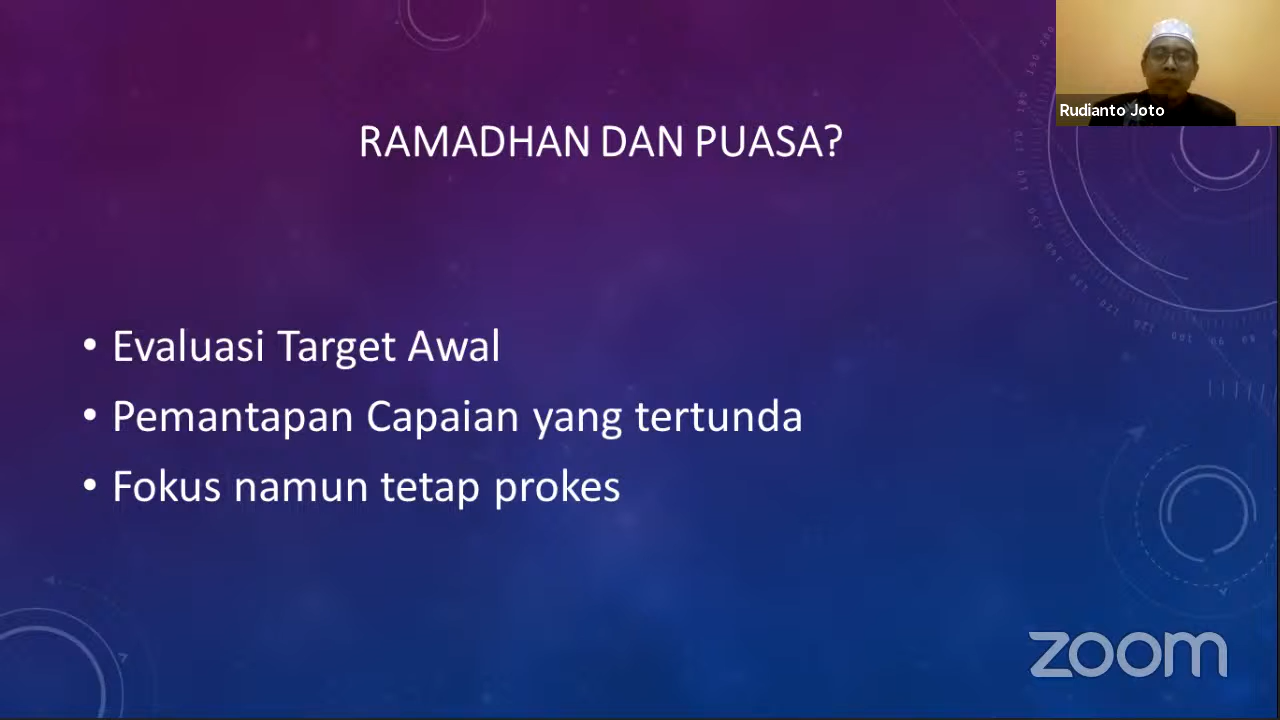 Rudianto Joto
RAMADHAN DAN PUASA?
• Evaluasi Target Awal
• Pemantapan Capaian yang tertunda
• Fokus namun tetap prokes
zoom